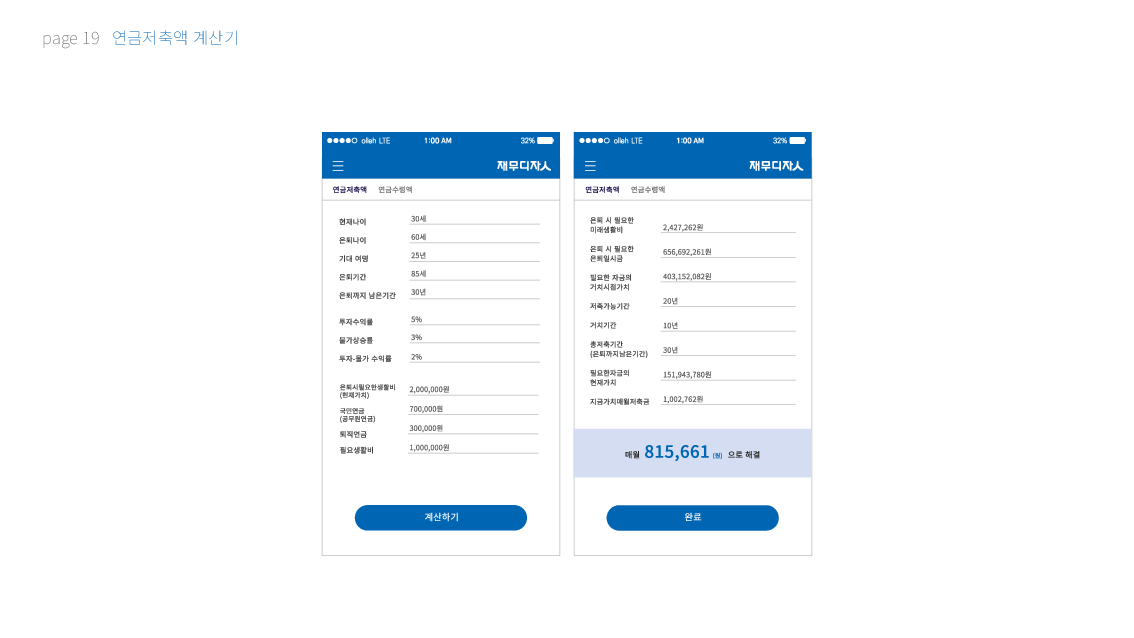 page 19 연금저축액 계산기
olleh LTE 1:00 AM 32%
재무디자人
연금저축액 연금수령액
현재나이 30세
은퇴나이 60세
기대 여명 25년
은퇴기간 85세
은퇴까지 남은기간 30년
투자수익률 5%
물가상승률 3%
투자-물가 수익률 2%
은퇴시필요한생활비
(현재가치) 2,000,000원
국민연금
(공무원연금) 700,000원
퇴직연금 300,000원
필요생활비 1,000,000원
계산하기
olleh LTE 1:00 AM 32%
재무디자人
연금저축액 연금수령액
은퇴 시 필요한
미래생활비 2,427,262원
은퇴 시 필요한
은퇴일시금 656,692,261원
필요한 자금의
거치시점가치 403,152,082원
저축가능기간 20년
거치기간 10년
총저축기간
(은퇴까지남은기간) 30년
필요한자금의
현재가치 151,943,780원
지금가치매월저축금 1,002,762원
매월 815,661 (원) 으로 해결
완료